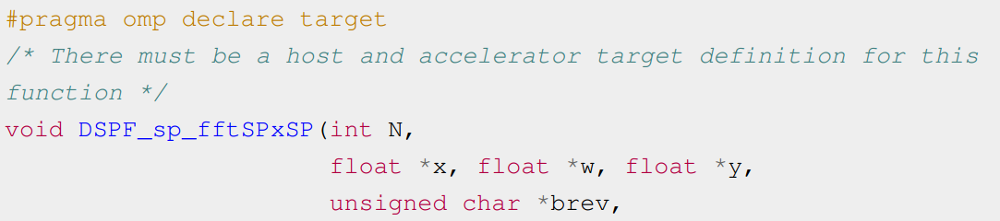 #pragma omp declare target
/* There must be a host and accelerator target definition for this
function */
void DSPF_sp_fftSPxSP(int N,
float *x, float *w, float *y,
unsigned char *brev,